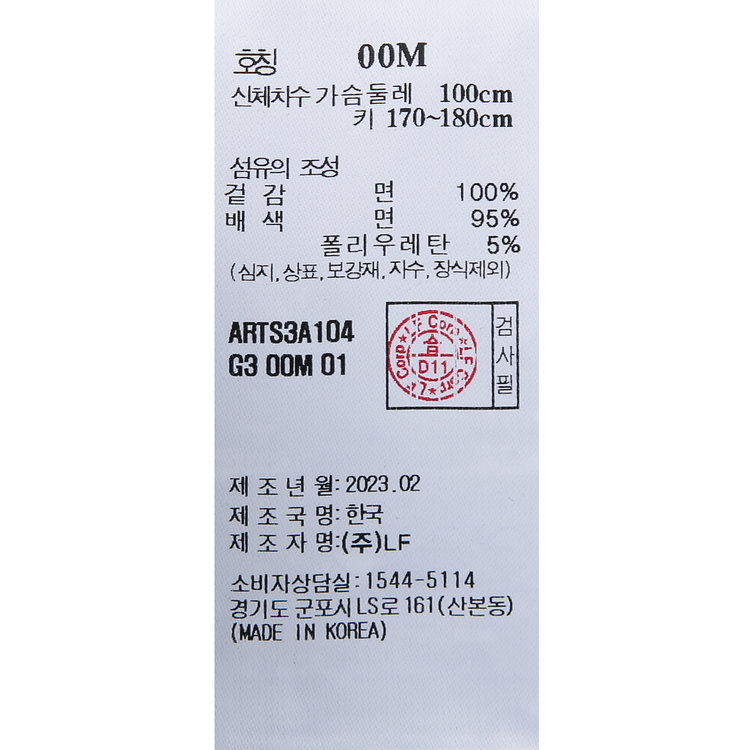 호칭 00M
신체치수 가슴둘레 100cm
키 170~180cm
섬유의 조성
겉감 면 100%
배색 면 95%
폴리우레탄 5%
(심지,상표,보강재,자수,장식제외)
ARTS3A104
G3 00M 01
LF Corp
合
D11
검사필
제조년월:2023.02
제조국명:한국
제조자명:(주)LF
소비자상담실:1544-5114
경기도 군포시 LS로 161(산본동)
(MADE IN KOREA)